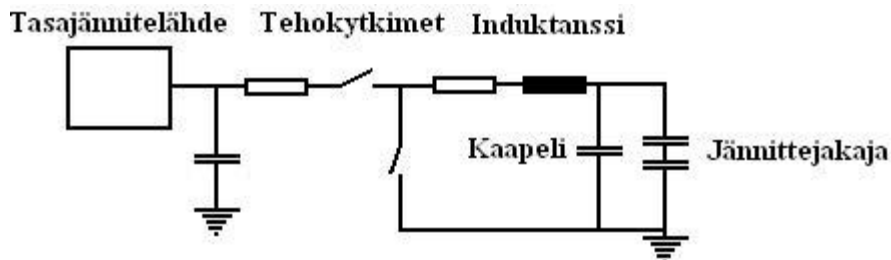 Tasajännitelähde
Tehokytkimet
Induktanssi
Kaapeli
Jännittejakaja